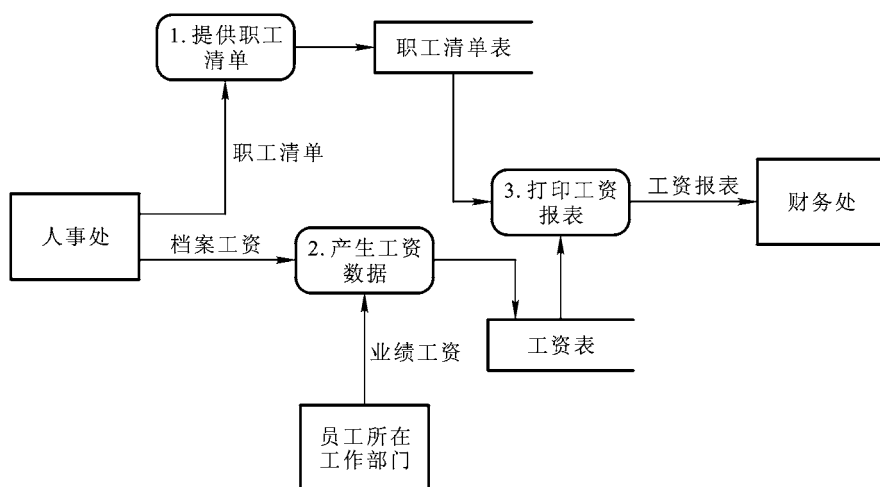 1. 提供职工
清单
职工清单表
职工清单
人事处
档案工资
2. 产生工资
数据
3. 打印工资
报表
工资报表
财务处
业绩工资
工资表
员工所在
工作部门